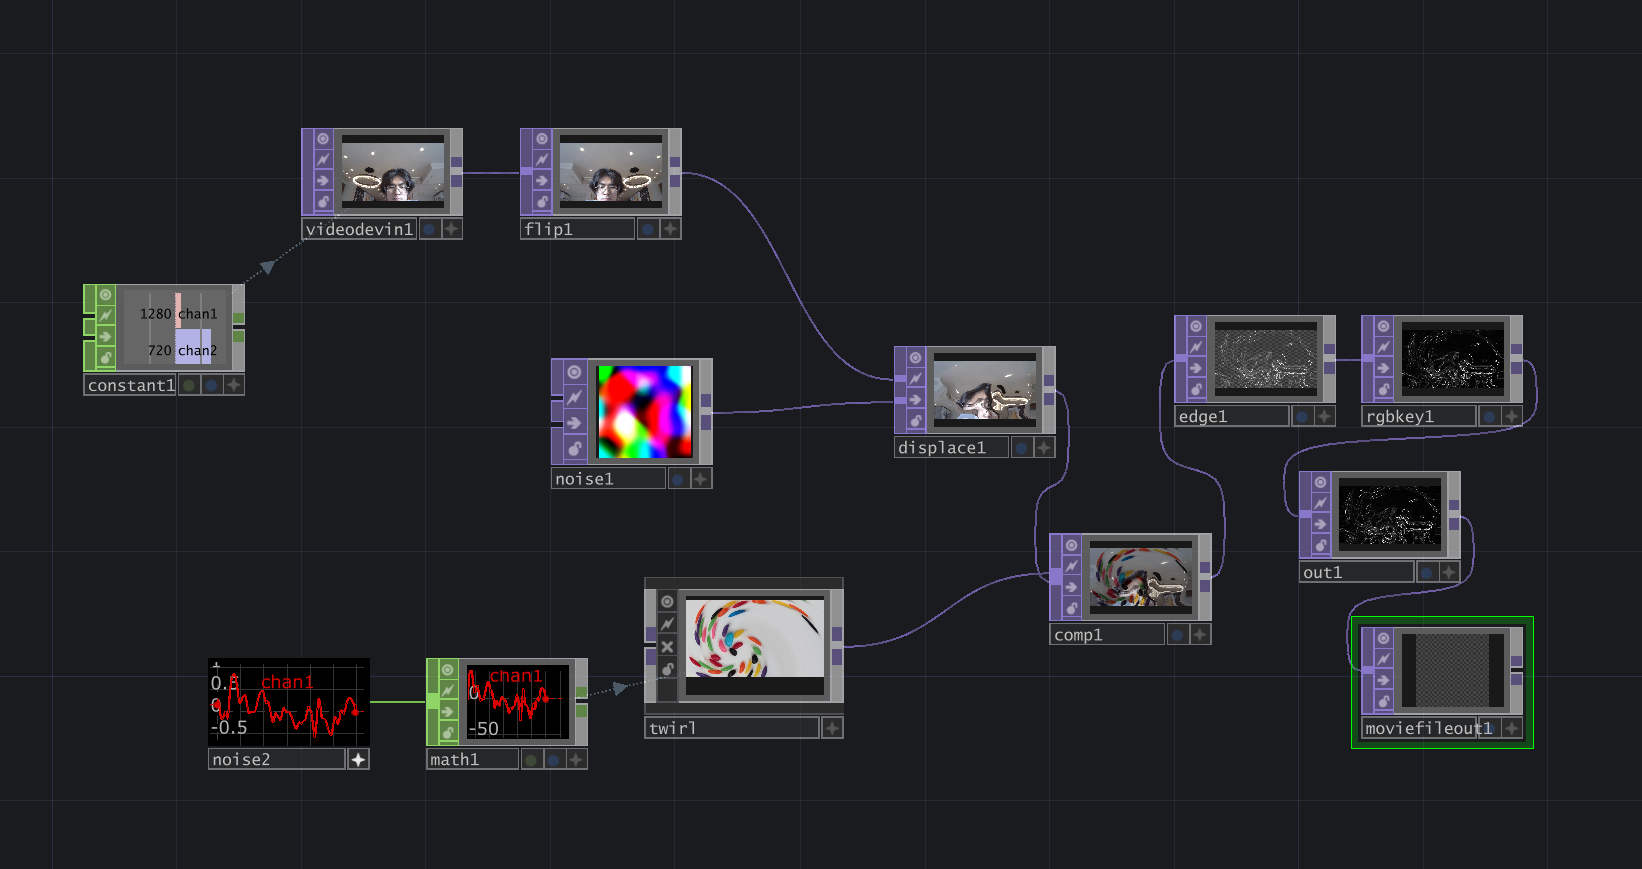 videodevin1
flip1
1280 chan1
720 chan2
constant1
noise1
displace1
edge1
rgbkey1
out1
comp1
moviefileout1
twirl
chan1
0.5
0
-0.5
noise2
chan1
0
-50
math1